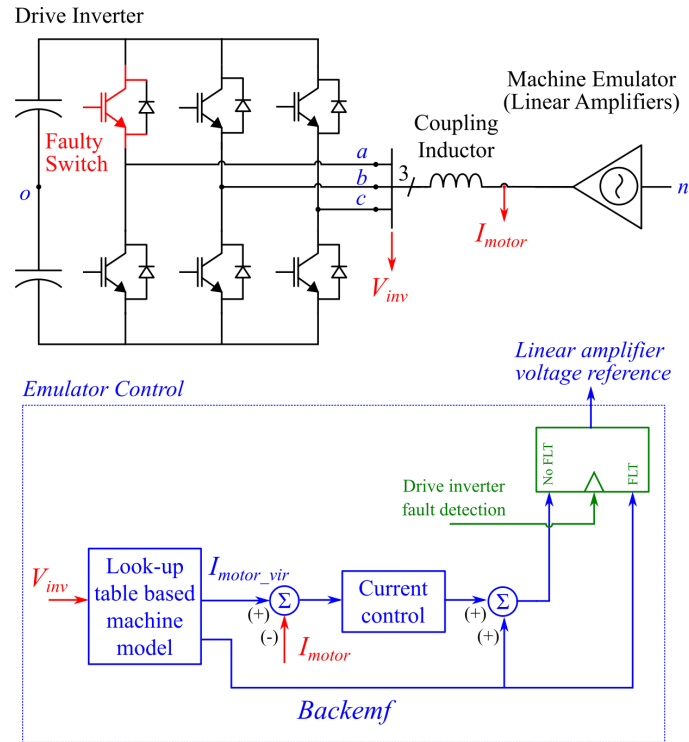 Drive Inverter
Machine Emulator
(Linear Amplifiers)
Coupling
Inductor
Faulty
Switch
a
3
b
o
n
c
I_motor
V_inv
Linear amplifier
voltage reference
Emulator Control
No FLT
FLT
Drive inverter
fault detection
V_inv
Look-up
table based
machine
model
I_motor_vir
Σ
(+)
(-)
I_motor
Current
control
Σ
(+)
(+)
Backemf